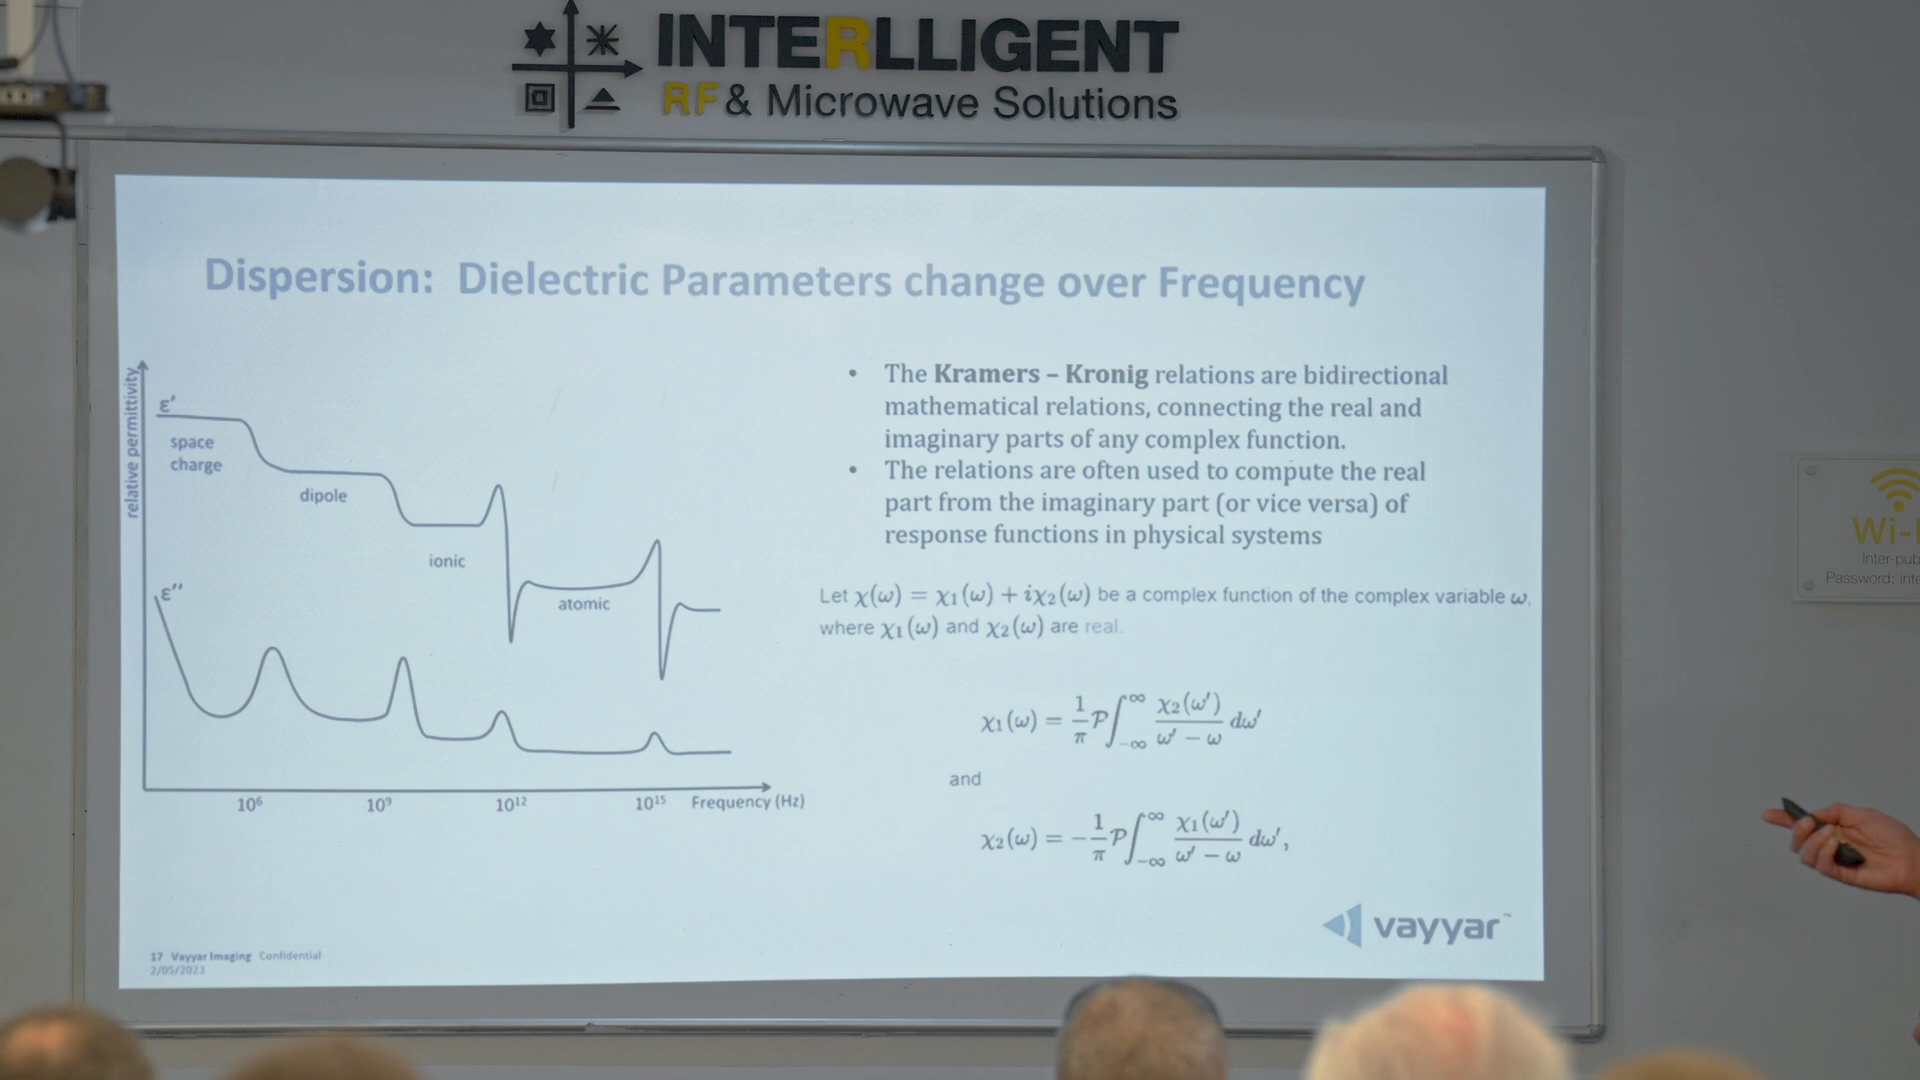 INTERLLIGENT
RF & Microwave Solutions
Dispersion: Dielectric Parameters change over Frequency
relative permittivity
ε'
space
charge
dipole
ionic
atomic
ε''
10⁶ 10⁹ 10¹² 10¹⁵ Frequency (Hz)
• The Kramers – Kronig relations are bidirectional
mathematical relations, connecting the real and
imaginary parts of any complex function.
• The relations are often used to compute the real
part from the imaginary part (or vice versa) of
response functions in physical systems
Let χ(ω) = χ₁(ω) + iχ₂(ω) be a complex function of the complex variable ω,
where χ₁(ω) and χ₂(ω) are real.
χ₁(ω) = 1/π P∫_{-∞}^{∞} χ₂(ω')/(ω' − ω) dω'
and
χ₂(ω) = −1/π P∫_{-∞}^{∞} χ₁(ω')/(ω' − ω) dω',
vayyar™
17 Vayyar Imaging Confidential
2/05/2023
Inter-pub
Password: